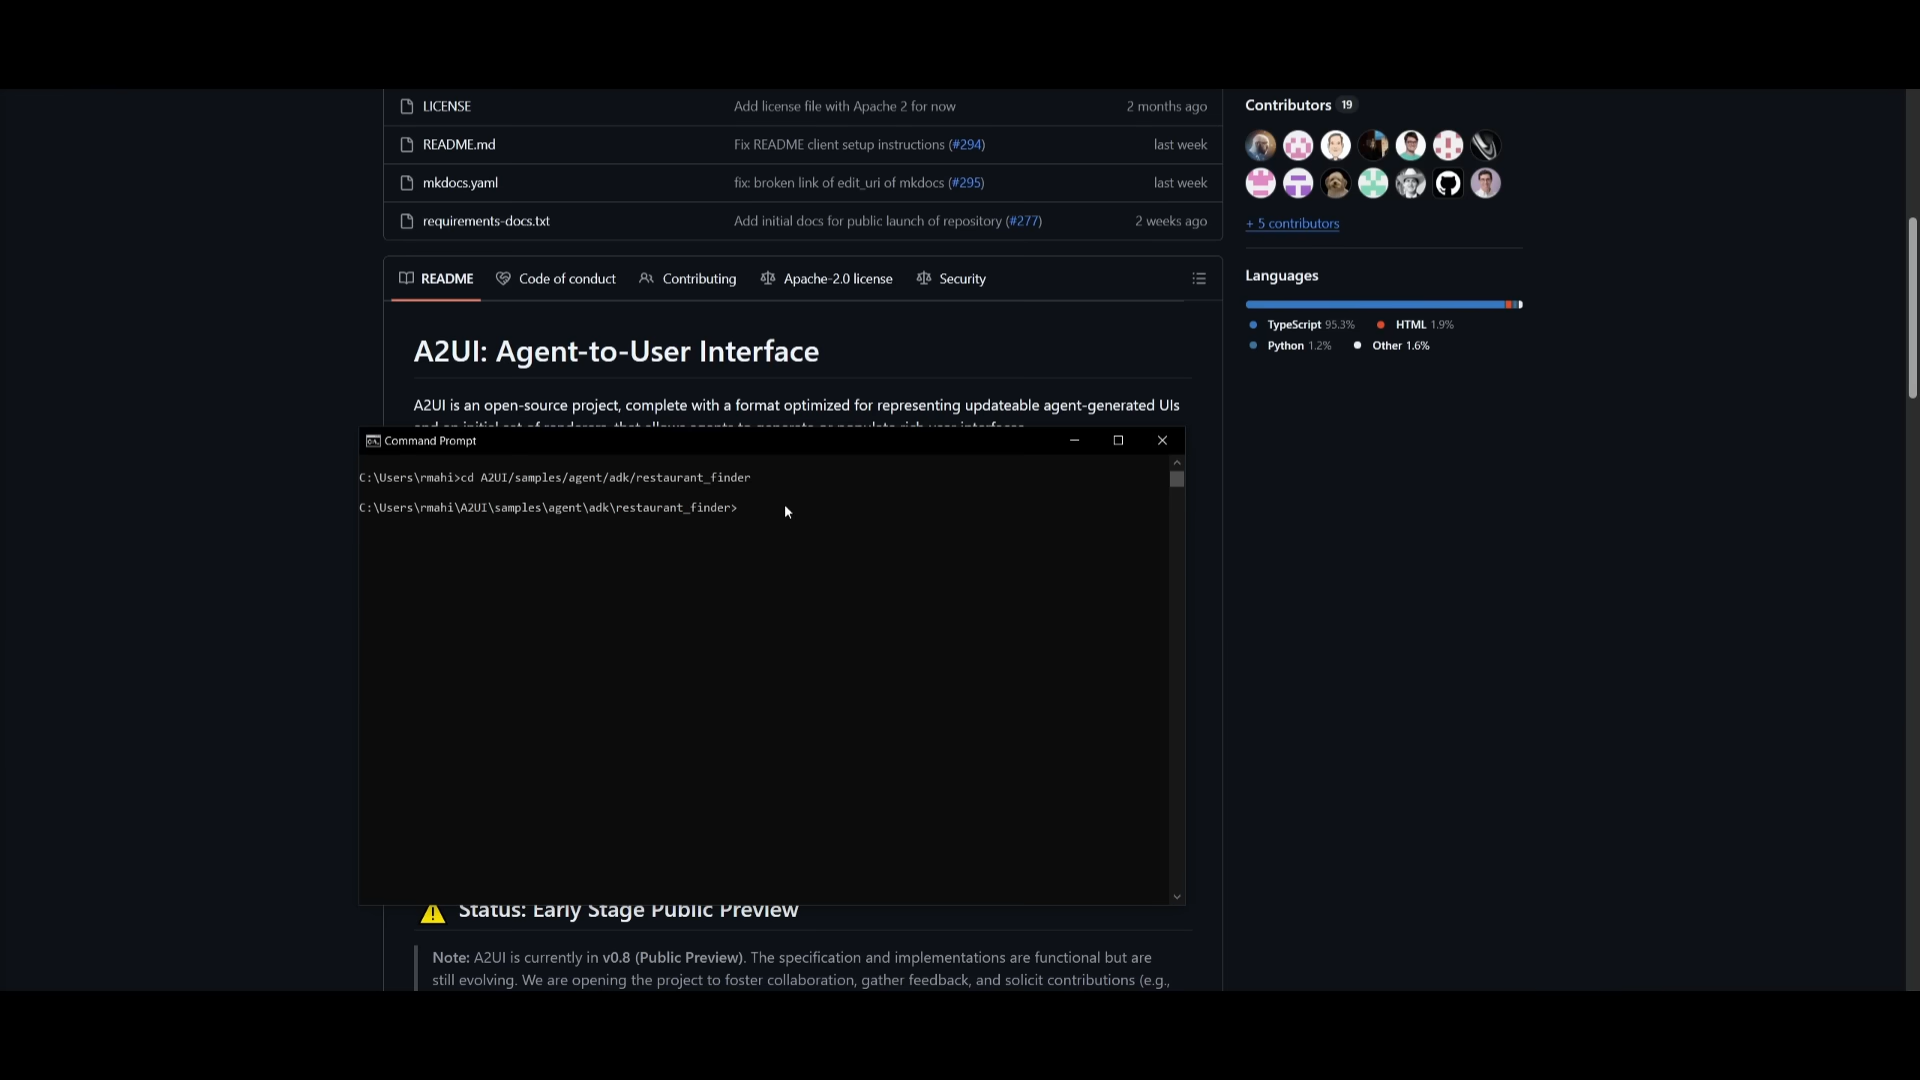 LICENSE Add license file with Apache 2 for now 2 months ago
README.md Fix README client setup instructions (#294) last week
mkdocs.yaml fix: broken link of edit_uri of mkdocs (#295) last week
requirements-docs.txt Add initial docs for public launch of repository (#277) 2 weeks ago
README Code of conduct Contributing Apache-2.0 license Security
A2UI: Agent-to-User Interface
A2UI is an open-source project, complete with a format optimized for representing updateable agent-generated UIs
Command Prompt
C:\Users\rmahi>cd A2UI/samples/agent/adk/restaurant_finder
C:\Users\rmahi\A2UI\samples\agent\adk\restaurant_finder>
Status: Early Stage Public Preview
Note: A2UI is currently in v0.8 (Public Preview). The specification and implementations are functional but are
still evolving. We are opening the project to foster collaboration, gather feedback, and solicit contributions (e.g.,
Contributors 19
+ 5 contributors
Languages
TypeScript 95.3% HTML 1.9%
Python 1.2% Other 1.6%